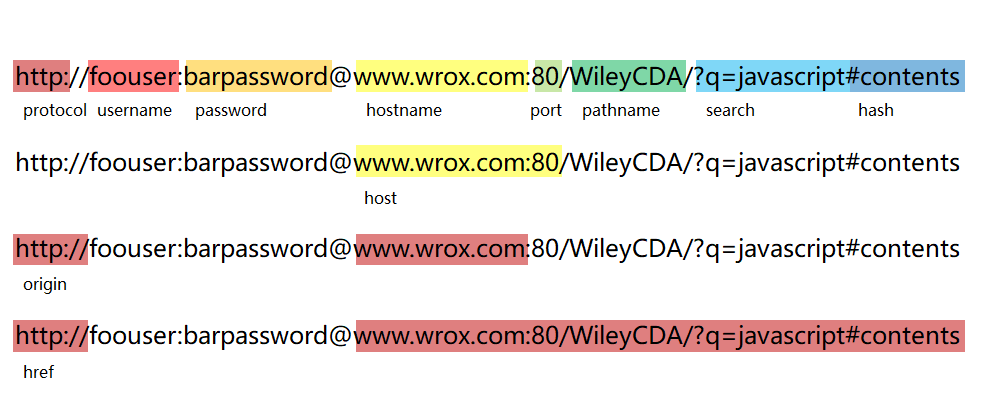 http://foouser:barpassword@www.wrox.com:80/WileyCDA/?q=javascript#contents
protocol username password hostname port pathname search hash
http://foouser:barpassword@www.wrox.com:80/WileyCDA/?q=javascript#contents
host
http://foouser:barpassword@www.wrox.com:80/WileyCDA/?q=javascript#contents
origin
http://foouser:barpassword@www.wrox.com:80/WileyCDA/?q=javascript#contents
href